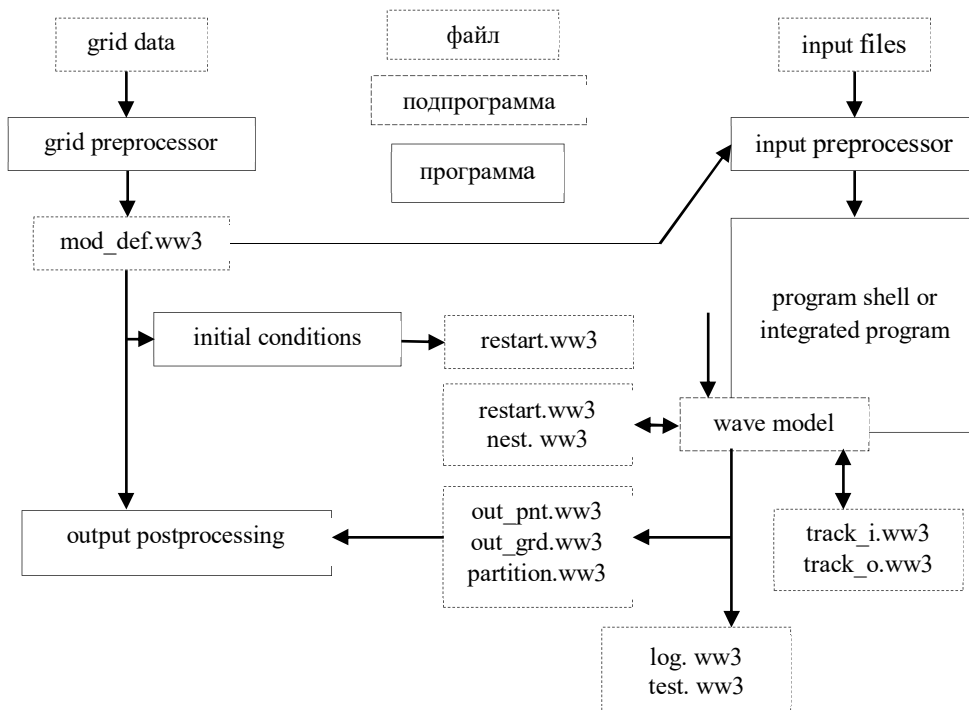 grid data
файл
input files
подпрограмма
grid preprocessor
программа
input preprocessor
mod_def.ww3
program shell or
integrated program
initial conditions
restart.ww3
restart.ww3
nest. ww3
wave model
output postprocessing
out_pnt.ww3
out_grd.ww3
partition.ww3
track_i.ww3
track_o.ww3
log. ww3
test. ww3